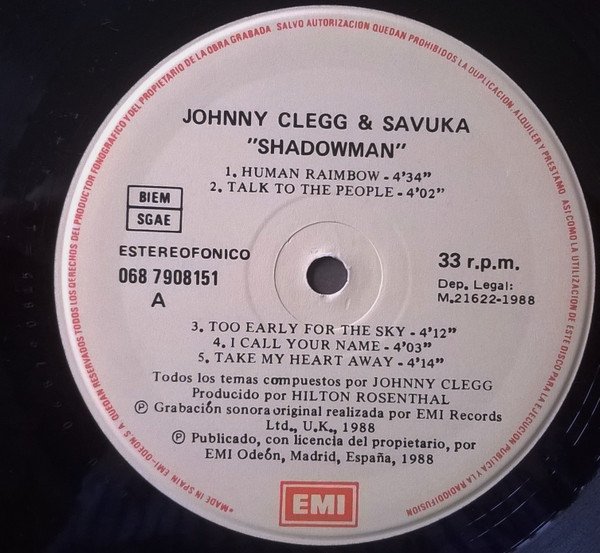 SALVO AUTORIZACION QUEDAN PROHIBIDOS LA DUPLICACION, ALQUILER Y PRESTAMO, ASI COMO LA UTILIZACION DE ESTE DISCO PARA LA EJECUCION PUBLICA Y LA RADIODIFUSION
•MADE IN SPAIN EMI-ODEON S.A. QUEDAN RESERVADOS TODOS LOS DERECHOS DEL PRODUCTOR FONOGRAFICO Y DEL PROPIETARIO DE LA OBRA GRABADA
JOHNNY CLEGG & SAVUKA
"SHADOWMAN"
1. HUMAN RAIMBOW - 4'34"
2. TALK TO THE PEOPLE - 4'02"
BIEM
SGAE
ESTEREOFONICO
068 7908151
A
33 r.p.m.
Dep. Legal:
M.21622-1988
3. TOO EARLY FOR THE SKY - 4'12"
4. I CALL YOUR NAME - 4'03"
5. TAKE MY HEART AWAY - 4'14"
Todos los temas compuestos por JOHNNY CLEGG
Producido por HILTON ROSENTHAL
Ⓟ Grabación sonora original realizada por EMI Records
Ltd., U.K., 1988
Ⓟ Publicado, con licencia del propietario, por
EMI Odeón, Madrid, España, 1988
EMI